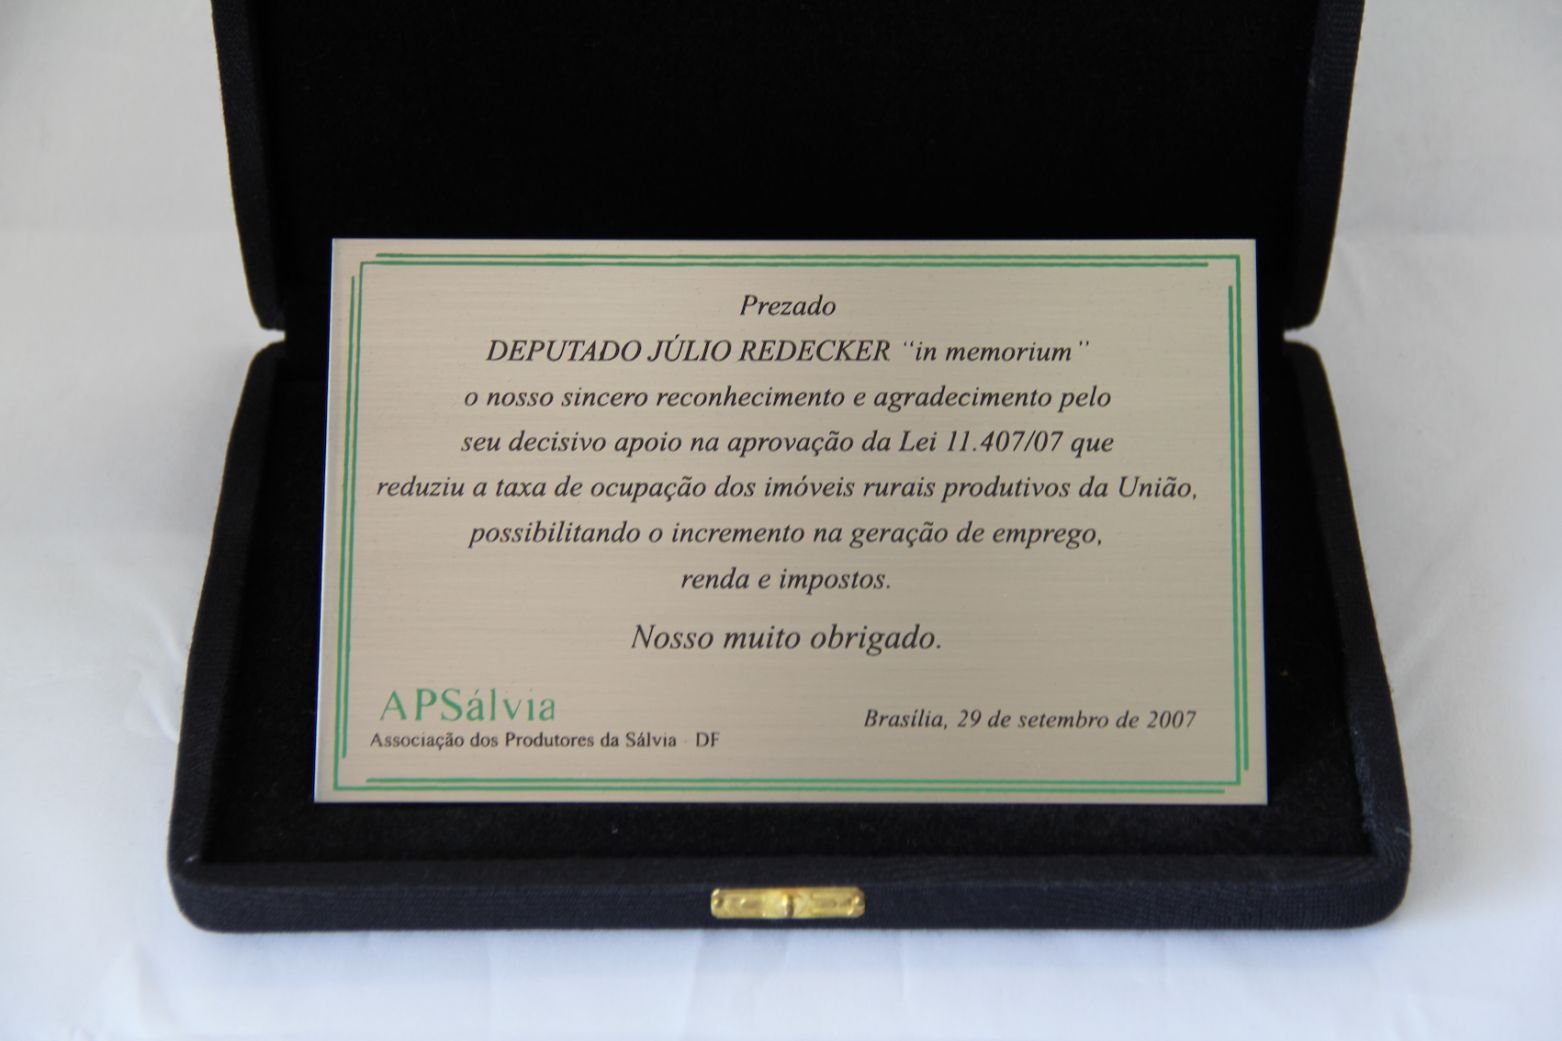 Prezado
DEPUTADO JÚLIO REDECKER "in memorium"
o nosso sincero reconhecimento e agradecimento pelo
seu decisivo apoio na aprovação da Lei 11.407/07 que
reduziu a taxa de ocupação dos imóveis rurais produtivos da União,
possibilitando o incremento na geração de emprego,
renda e impostos.
Nosso muito obrigado.
APSálvia
Associação dos Produtores da Sálvia - DF
Brasília, 29 de setembro de 2007